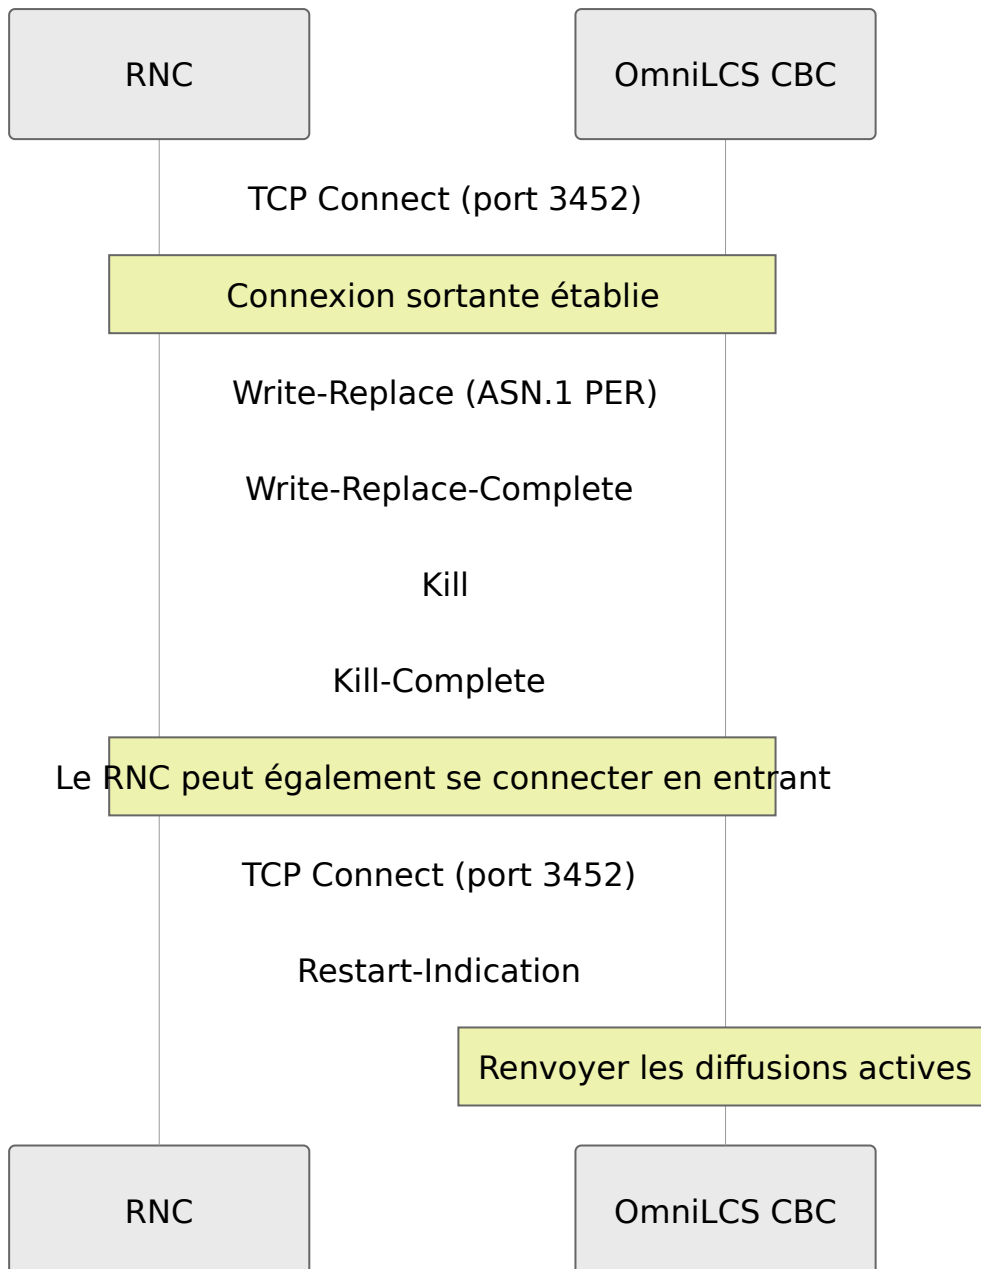 RNC
OmniLCS CBC
TCP Connect (port 3452)
Connexion sortante établie
Write-Replace (ASN.1 PER)
Write-Replace-Complete
Kill
Kill-Complete
Le RNC peut également se connecter en entrant
TCP Connect (port 3452)
Restart-Indication
Renvoyer les diffusions actives
RNC
OmniLCS CBC